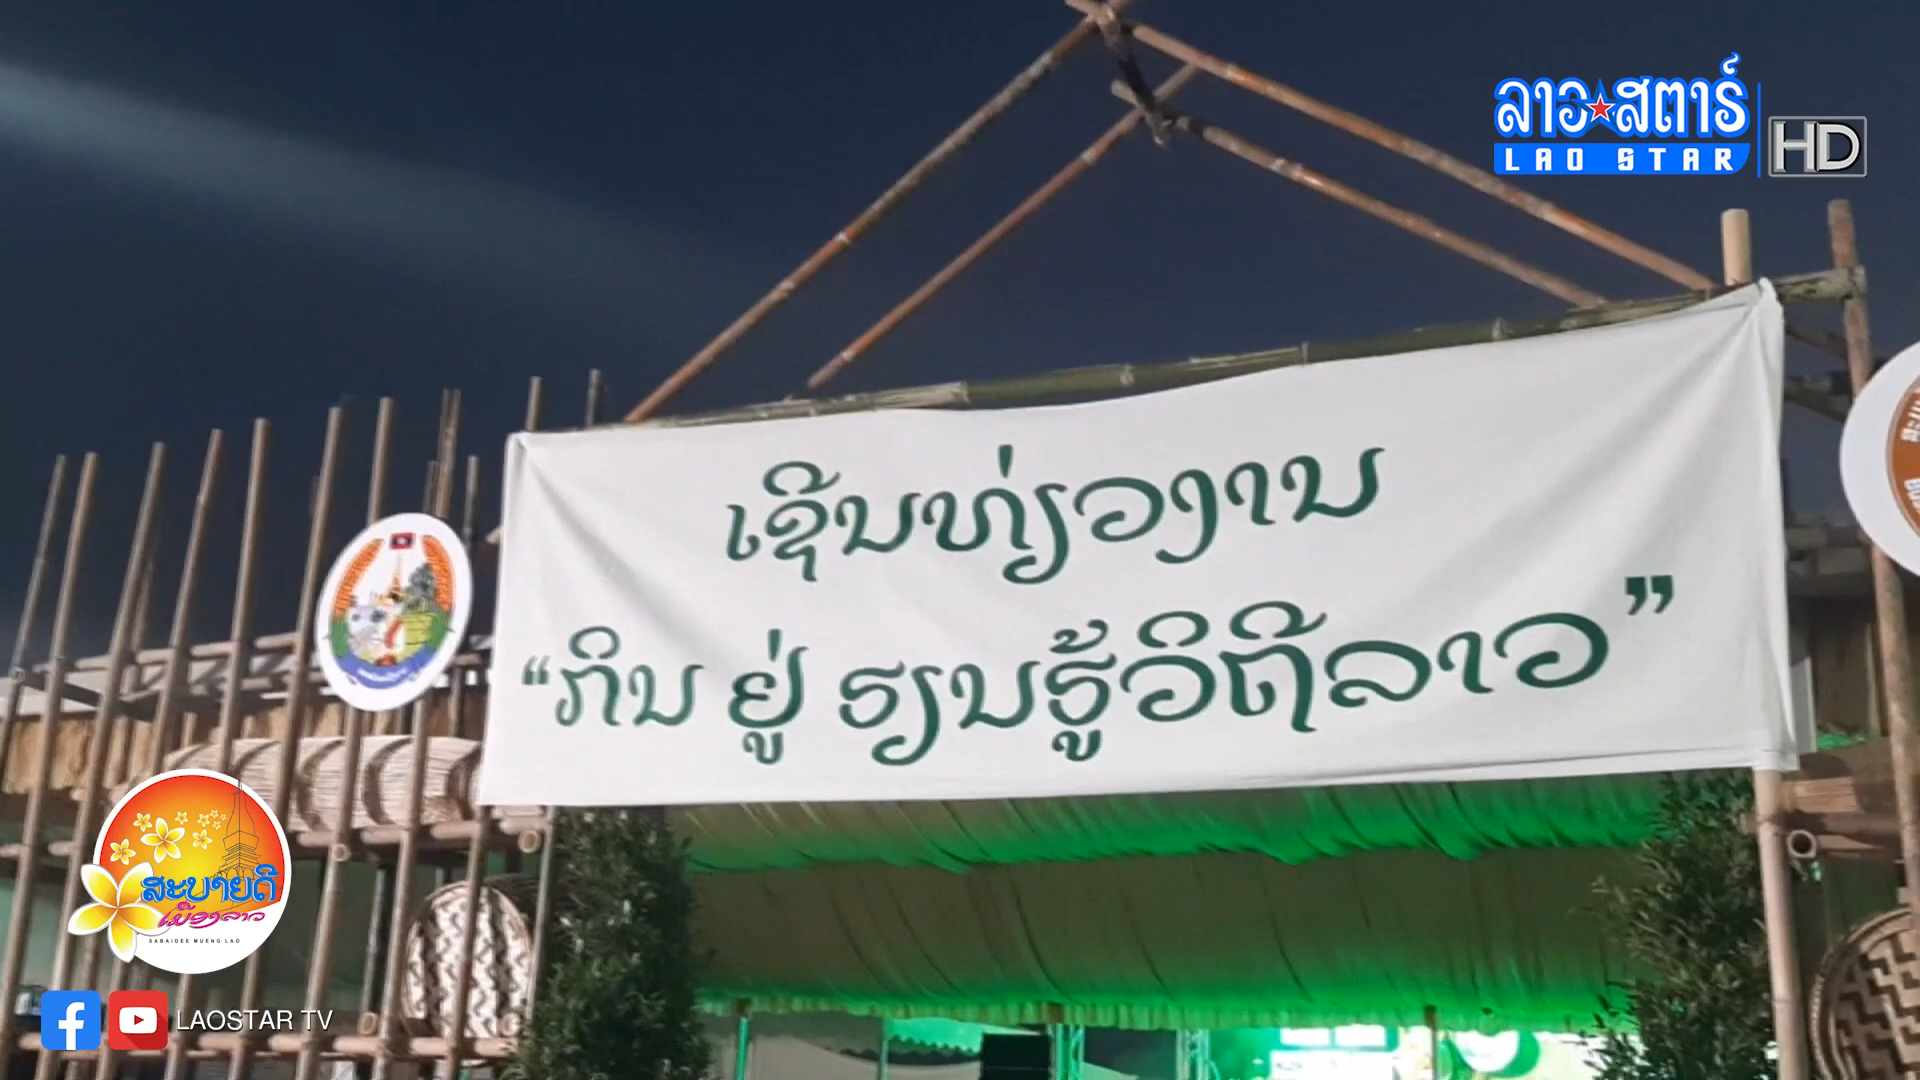 ລາວສຕາຣ໌
LAO STAR
HD
ເຊີນທ່ຽວງານ
“ກິນ ຢູ່ ຮຽນຮູ້ວິຖີລາວ”
ສະບາຍດີ
ເມືອງລາວ
SABAIDEE MUENG LAO
LAOSTAR TV